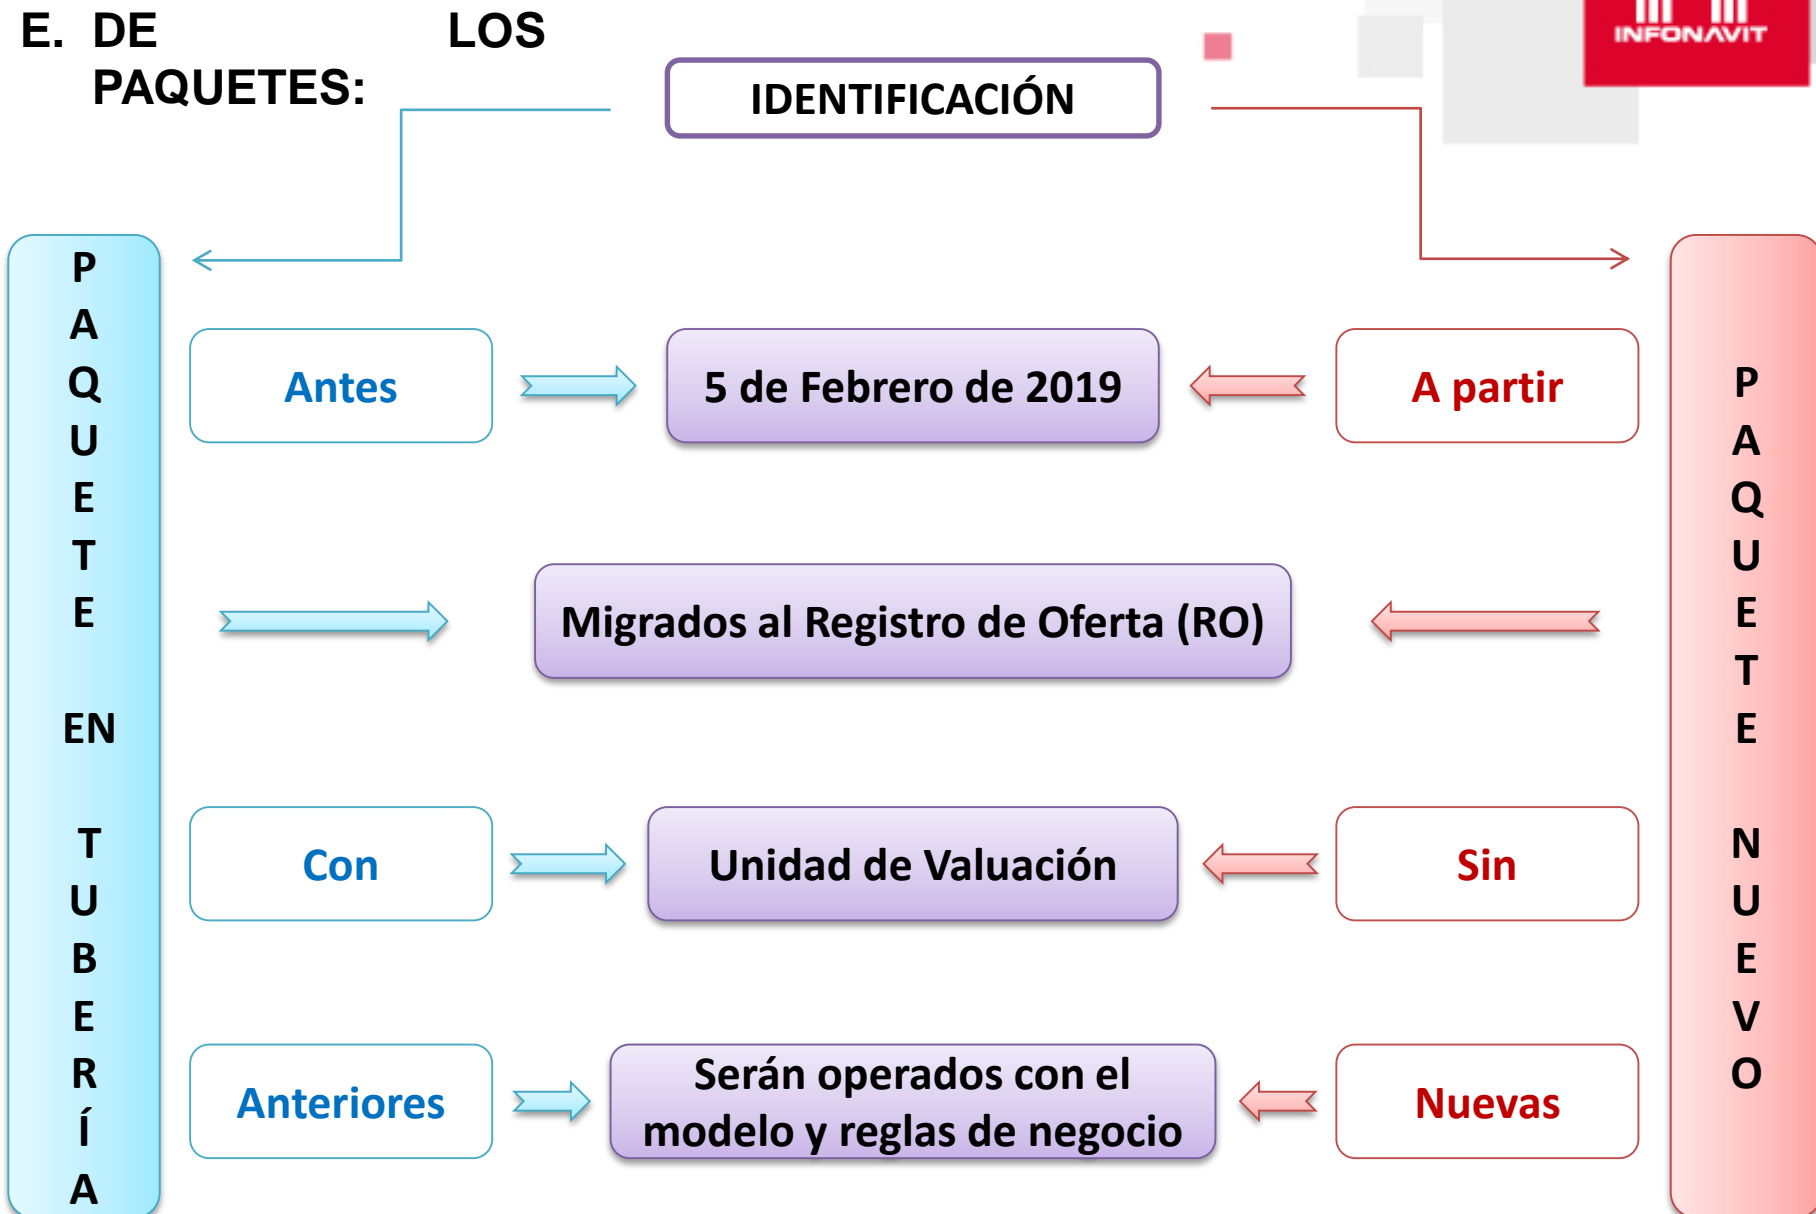 E. DE LOS
PAQUETES:
INFONAVIT
IDENTIFICACIÓN
P
A
Q
U
E
T
E
EN
T
U
B
E
R
Í
A
Antes
5 de Febrero de 2019
A partir
Migrados al Registro de Oferta (RO)
Con
Unidad de Valuación
Sin
Anteriores
Serán operados con el
modelo y reglas de negocio
Nuevas
P
A
Q
U
E
T
E
N
U
E
V
O